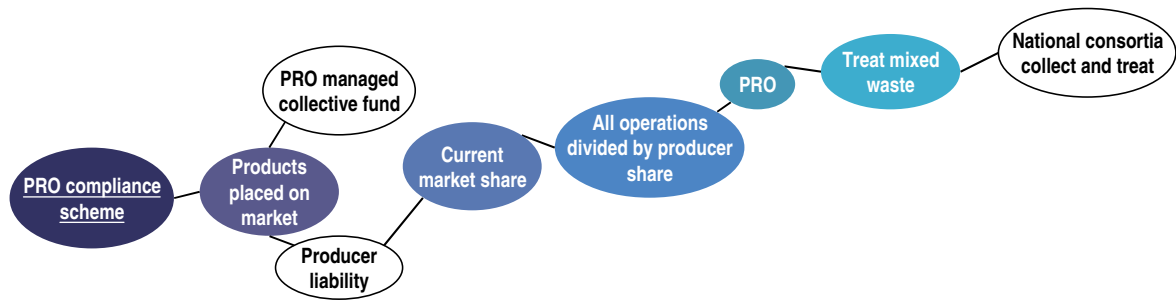 PRO compliance
scheme
Products
placed on
market
PRO managed
collective fund
Producer
liability
Current
market share
All operations
divided by producer
share
PRO
Treat mixed
waste
National consortia
collect and treat